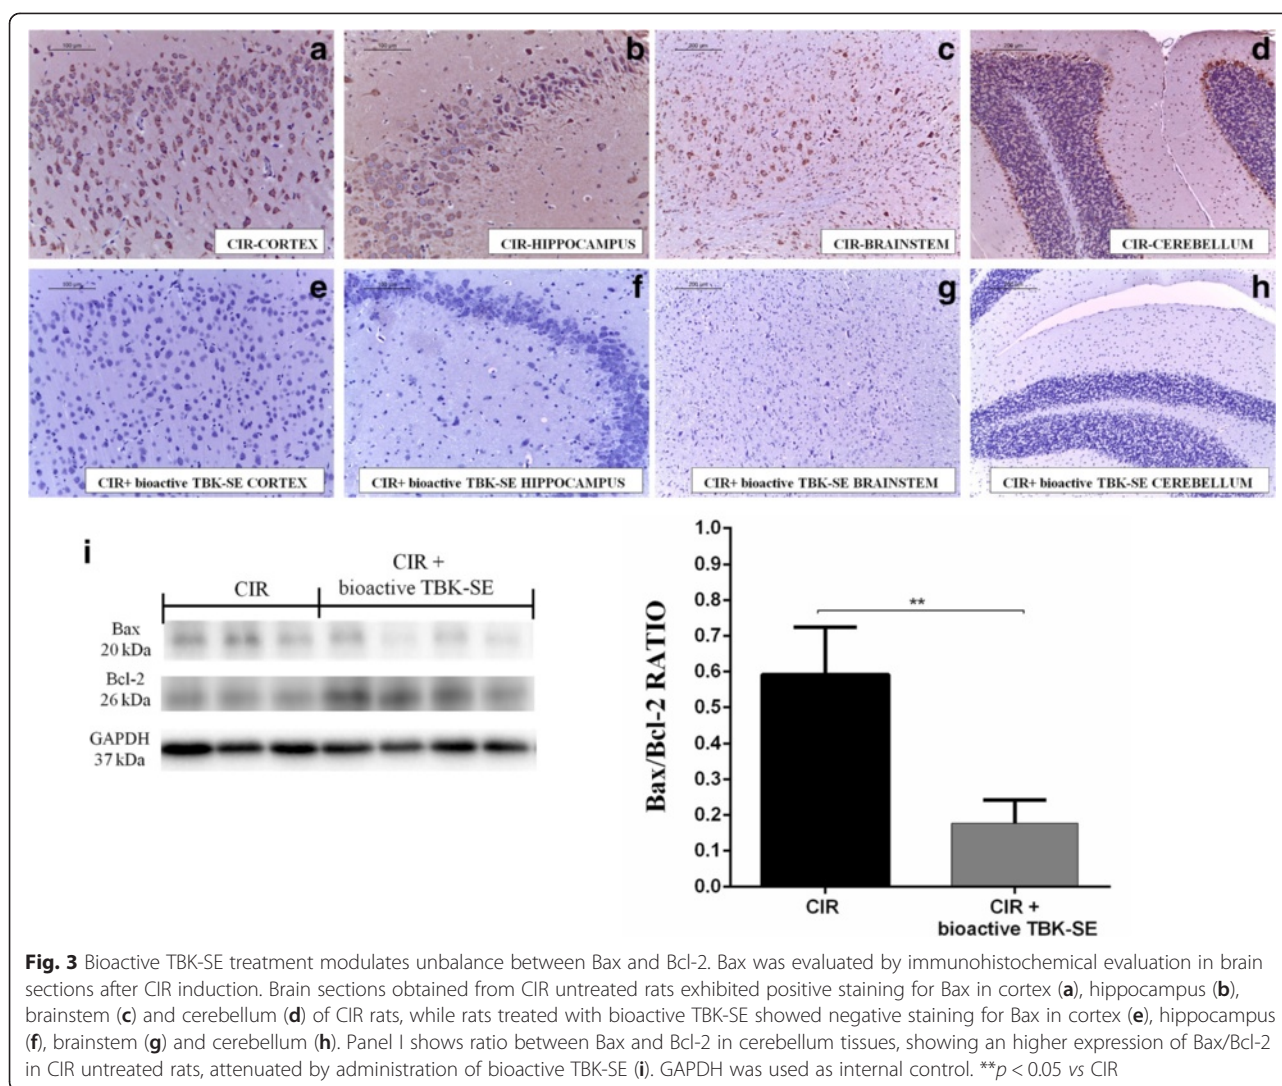 a
b
c
d
100 µm
200 µm
CIR-CORTEX
CIR-HIPPOCAMPUS
CIR-BRAINSTEM
CIR-CEREBELLUM
e
f
g
h
CIR+ bioactive TBK-SE CORTEX
CIR+ bioactive TBK-SE HIPPOCAMPUS
CIR+ bioactive TBK-SE BRAINSTEM
CIR+ bioactive TBK-SE CEREBELLUM
i
CIR
CIR +
bioactive TBK-SE
Bax
20 kDa
Bcl-2
26 kDa
GAPDH
37 kDa
Bax/Bcl-2 RATIO
1.0
0.9
0.8
0.7
0.6
0.5
0.4
0.3
0.2
0.1
0.0
**
CIR
CIR +
bioactive TBK-SE
Fig. 3 Bioactive TBK-SE treatment modulates unbalance between Bax and Bcl-2. Bax was evaluated by immunohistochemical evaluation in brain
sections after CIR induction. Brain sections obtained from CIR untreated rats exhibited positive staining for Bax in cortex (a), hippocampus (b),
brainstem (c) and cerebellum (d) of CIR rats, while rats treated with bioactive TBK-SE showed negative staining for Bax in cortex (e), hippocampus
(f), brainstem (g) and cerebellum (h). Panel I shows ratio between Bax and Bcl-2 in cerebellum tissues, showing an higher expression of Bax/Bcl-2
in CIR untreated rats, attenuated by administration of bioactive TBK-SE (i). GAPDH was used as internal control. **p < 0.05 vs CIR